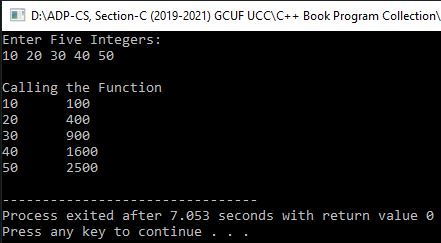 D:\ADP-CS, Section-C (2019-2021) GCUF UCC\C++ Book Program Collection\
Enter Five Integers:
10 20 30 40 50
Calling the Function
10 100
20 400
30 900
40 1600
50 2500
--------------------------------
Process exited after 7.053 seconds with return value 0
Press any key to continue . . .